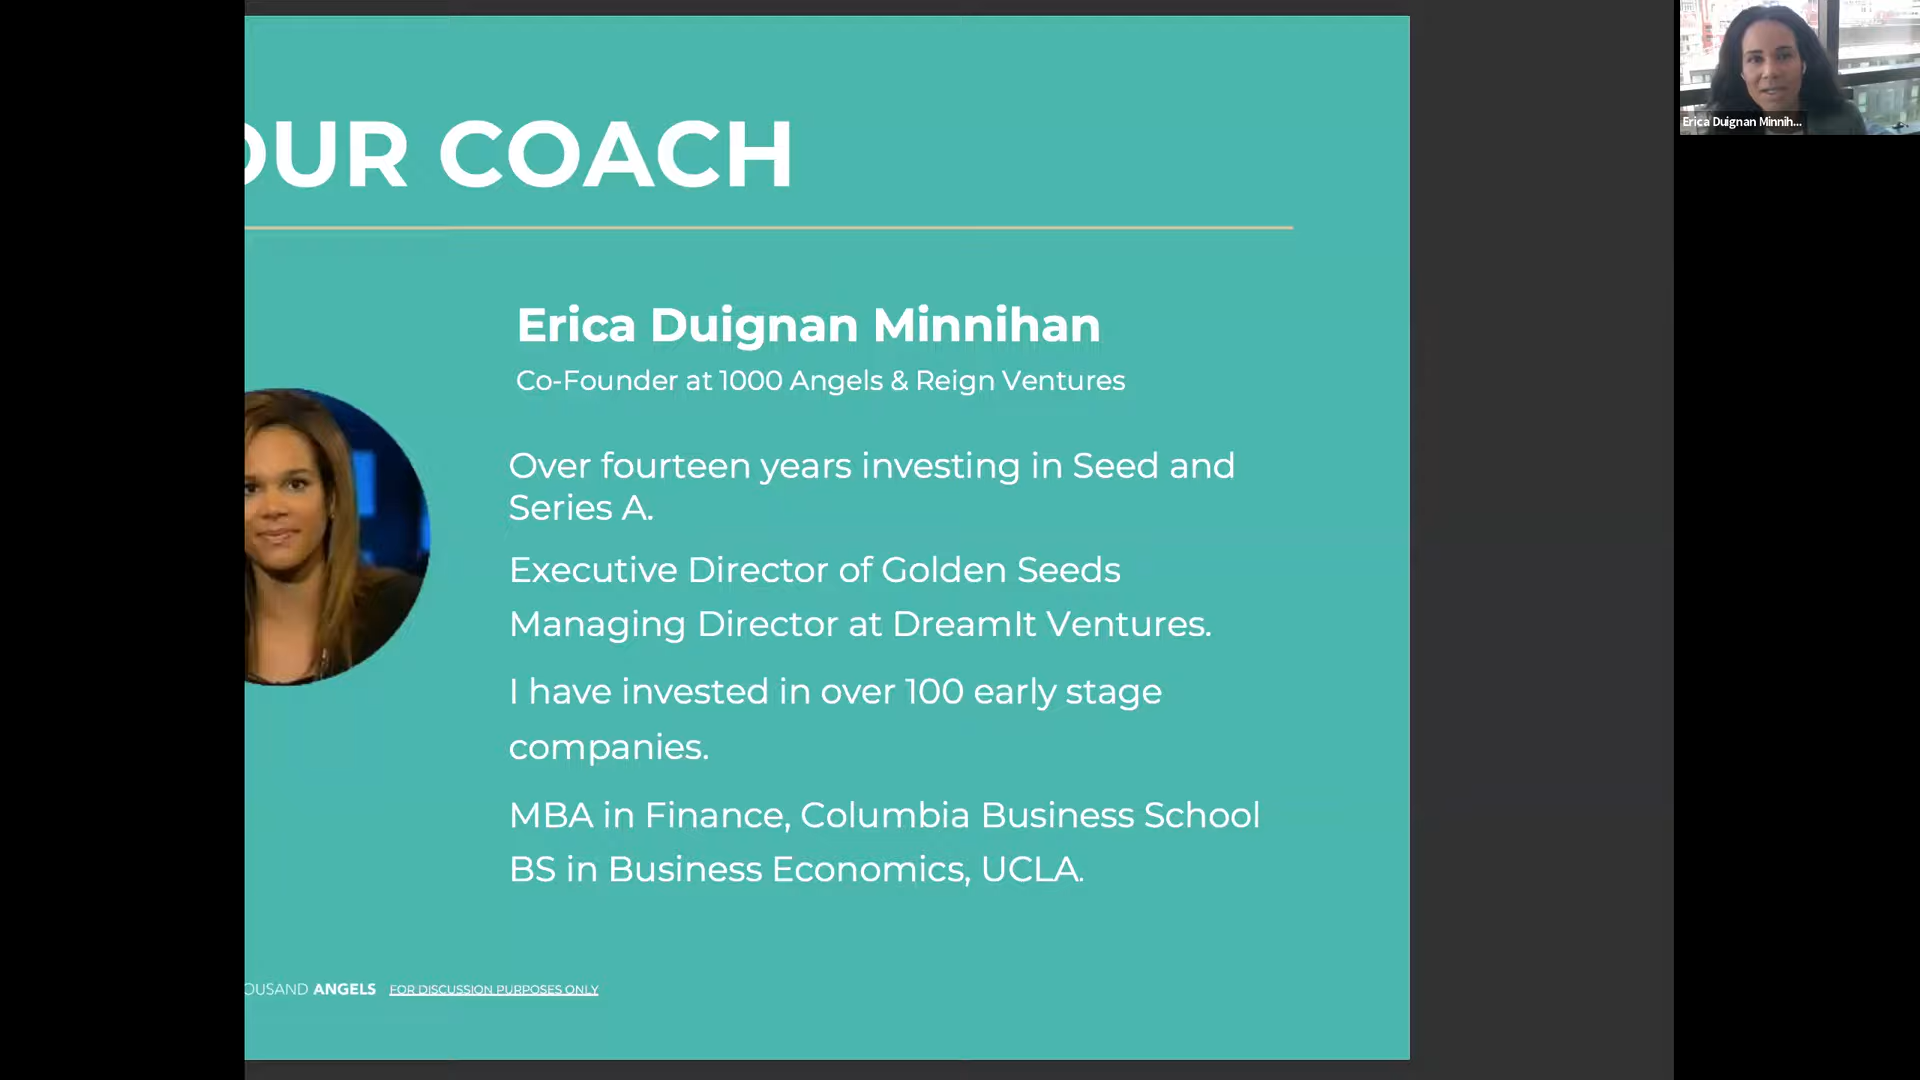 OUR COACH
Erica Duignan Minnihan
Co-Founder at 1000 Angels & Reign Ventures
Over fourteen years investing in Seed and
Series A.
Executive Director of Golden Seeds
Managing Director at DreamIt Ventures.
I have invested in over 100 early stage
companies.
MBA in Finance, Columbia Business School
BS in Business Economics, UCLA.
OUSAND ANGELS FOR DISCUSSION PURPOSES ONLY
Erica Duignan Minnih...